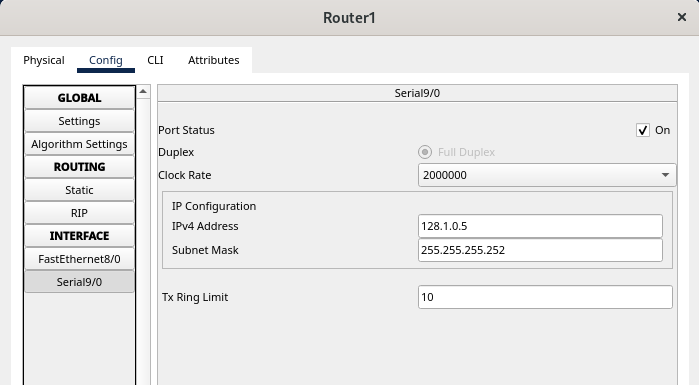 Router1
Physical Config CLI Attributes
GLOBAL
Settings
Algorithm Settings
ROUTING
Static
RIP
INTERFACE
FastEthernet8/0
Serial9/0
Serial9/0
Port Status On
Duplex Full Duplex
Clock Rate 2000000
IP Configuration
IPv4 Address 128.1.0.5
Subnet Mask 255.255.255.252
Tx Ring Limit 10